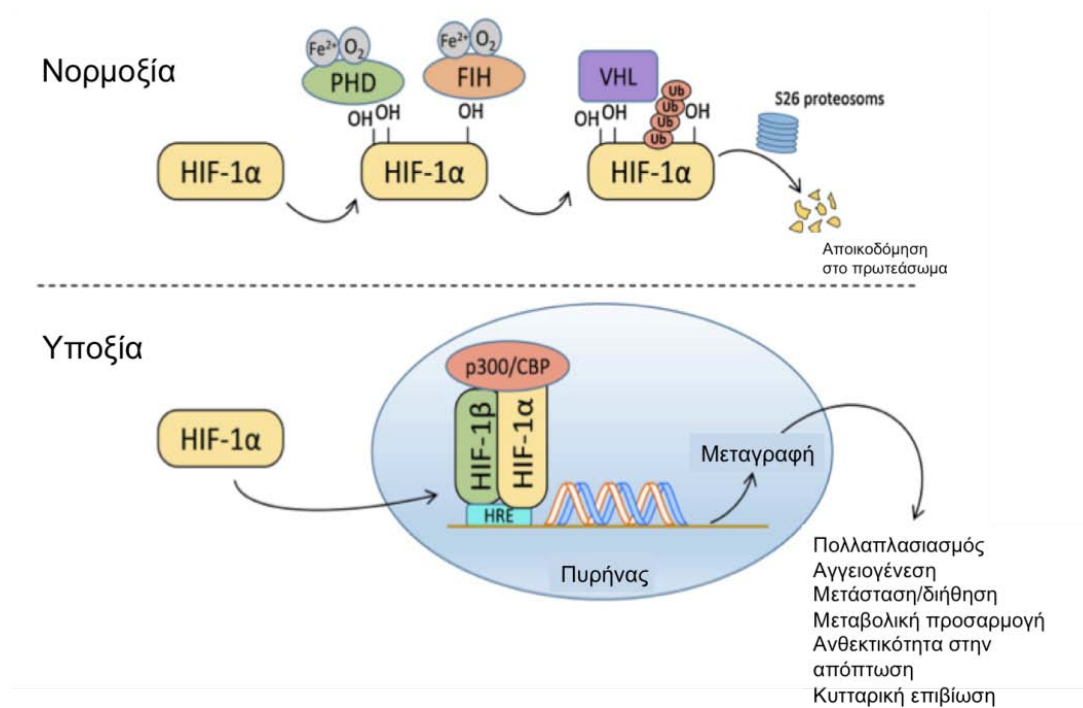 Νορμοξία
Fe²⁺ O₂
PHD
OH OH
Fe²⁺ O₂
FIH
OH
VHL
Ub
Ub
Ub
Ub
OH OH
OH
S26 proteosoms
HIF-1α
HIF-1α
HIF-1α
Αποικοδόμηση
στο πρωτεάσωμα
Υποξία
HIF-1α
p300/CBP
HIF-1β
HIF-1α
HRE
Μεταγραφή
Πυρήνας
Πολλαπλασιασμός
Αγγειογένεση
Μετάσταση/διήθηση
Μεταβολική προσαρμογή
Ανθεκτικότητα στην
απόπτωση
Κυτταρική επιβίωση